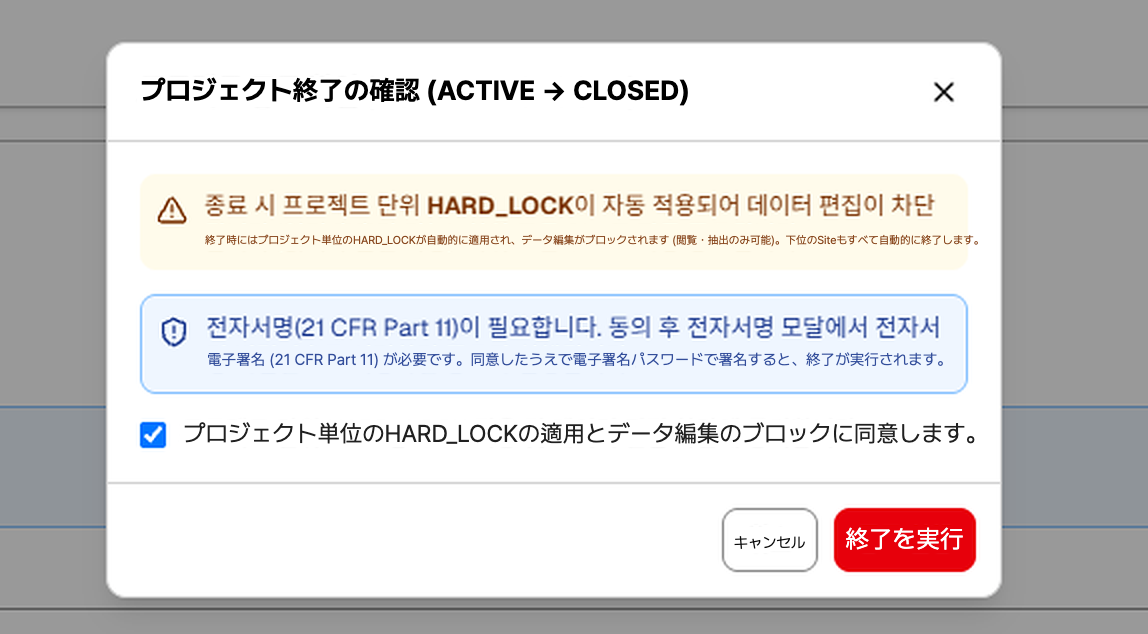 プロジェクト終了の確認 (ACTIVE → CLOSED)
종료 시 프로젝트 단위 HARD_LOCK이 자동 적용되어 데이터 편집이 차단
終了時にはプロジェクト単位のHARD_LOCKが自動的に適用され、データ編集がブロックされます (閲覧・抽出のみ可能)。下位のSiteもすべて自動的に終了します。
전자서명(21 CFR Part 11)이 필요합니다. 동의 후 전자서명 모달에서 전자서
電子署名 (21 CFR Part 11) が必要です。同意したうえで電子署名パスワードで署名すると、終了が実行されます。
プロジェクト単位のHARD_LOCKの適用とデータ編集のブロックに同意します。
キャンセル
終了を実行